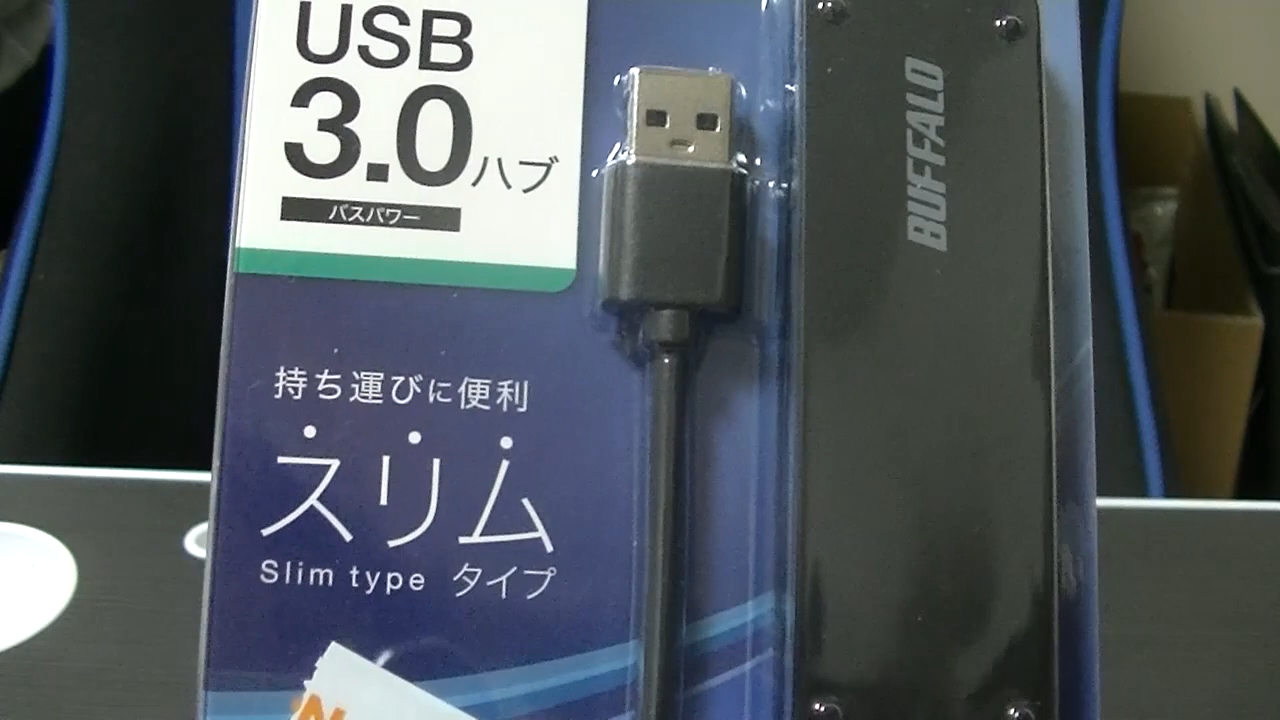 USB
3.0ハブ
バスパワー
持ち運びに便利
スリム
Slim type タイプ
BUFFALO